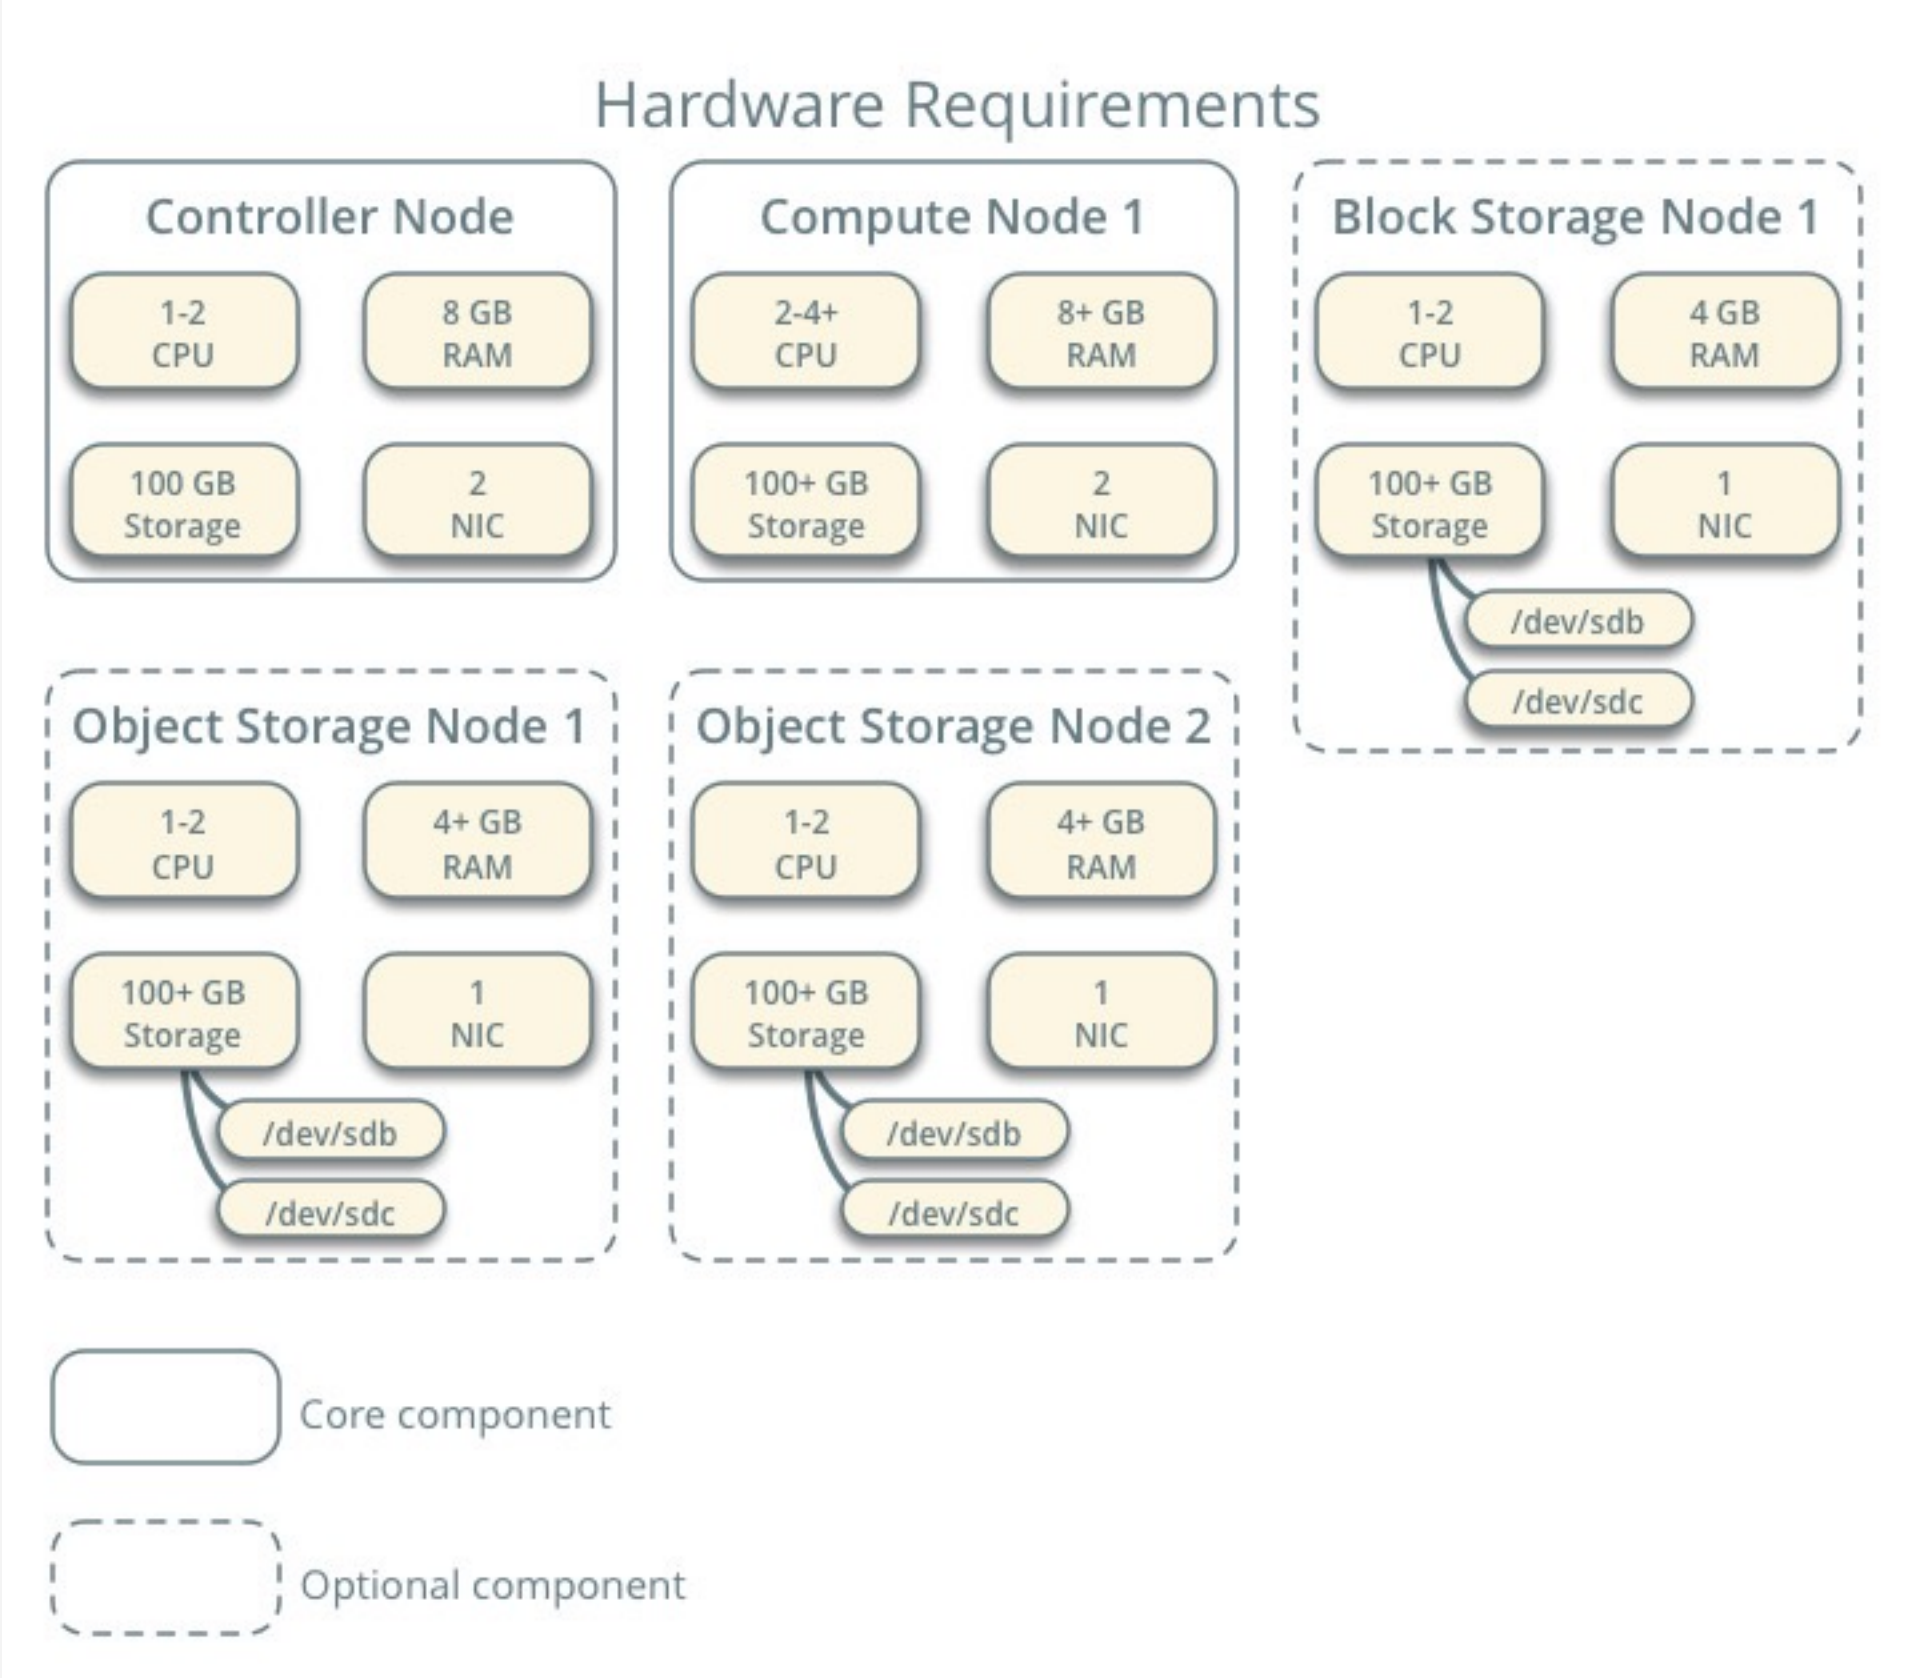 Hardware Requirements
Controller Node
1-2
CPU
8 GB
RAM
100 GB
Storage
2
NIC
Compute Node 1
2-4+
CPU
8+ GB
RAM
100+ GB
Storage
2
NIC
Block Storage Node 1
1-2
CPU
4 GB
RAM
100+ GB
Storage
1
NIC
/dev/sdb
/dev/sdc
Object Storage Node 1
1-2
CPU
4+ GB
RAM
100+ GB
Storage
1
NIC
/dev/sdb
/dev/sdc
Object Storage Node 2
1-2
CPU
4+ GB
RAM
100+ GB
Storage
1
NIC
/dev/sdb
/dev/sdc
Core component
Optional component